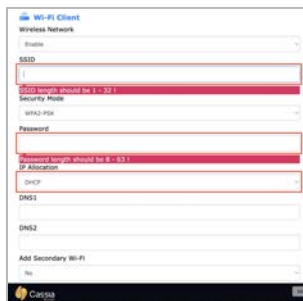 Wi-Fi Client
Wireless Network
Enable
SSID
SSID length should be 1 - 32 !
Security Mode
WPA2-PSK
Password
Password length should be 8 - 63 !
IP Allocation
DHCP
DNS1
DNS2
Add Secondary Wi-Fi
No
Cassia